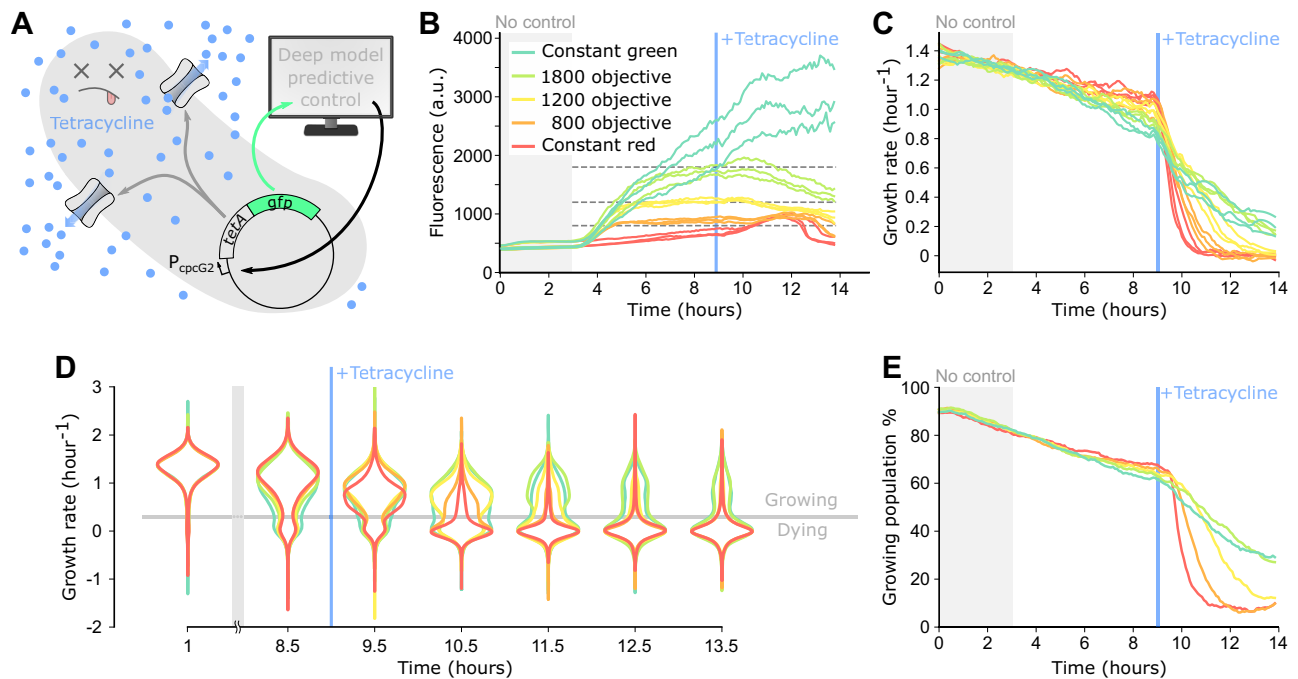 A
Tetracycline
Deep model
predictive
control
tetA
gfp
PcpcG2
B
No control
+Tetracycline
Constant green
1800 objective
1200 objective
800 objective
Constant red
Fluorescence (a.u.)
4000
3500
3000
2000
1000
0
0
2
4
6
8
10
12
14
Time (hours)
C
No control
+Tetracycline
Growth rate (hour-1)
1.4
1.2
1.0
0.8
0.6
0.4
0.2
0
0
2
4
6
8
10
12
14
Time (hours)
D
+Tetracycline
Growth rate (hour-1)
3
2
1
0
-1
-2
Growing
Dying
1
8.5
9.5
10.5
11.5
12.5
13.5
Time (hours)
E
No control
+Tetracycline
Growing population %
100
80
60
40
20
0
0
2
4
6
8
10
12
14
Time (hours)